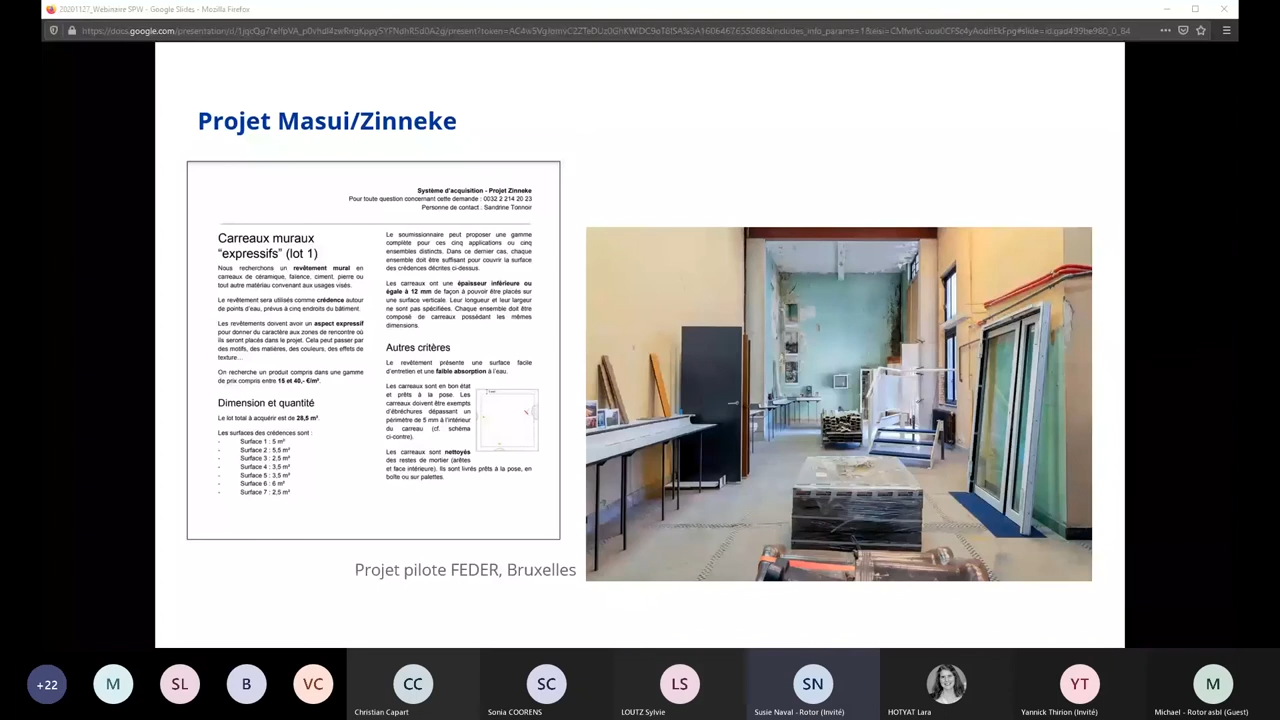 20201127_Webinaire SPW - Google Slides - Mozilla Firefox
Projet Masui/Zinneke
Système d'acquisition - Projet Zinneke
Pour toute question concernant cette demande : 0032 2 214 20 23
Personne de contact : Sandrine Tonnoir
Carreaux muraux
“expressifs” (lot 1)
Nous recherchons un revêtement mural en
carreaux de céramique, faïence, ciment, pierre ou
tout autre matériau convenant aux usages visés.
Le revêtement sera utilisés comme crédence autour
de points d'eau, prévus à cinq endroits du bâtiment.
Les revêtements doivent avoir un aspect expressif
pour donner du caractère aux zones de rencontre où
ils seront placés dans le projet. Cela peut passer par
des motifs, des matières, des couleurs, des effets de
texture…
On recherche un produit compris dans une gamme
de prix compris entre 15 et 40,- €/m².
Dimension et quantité
Le lot total à acquérir est de 28,5 m².
Les surfaces des crédences sont :
- Surface 1 : 5 m²
- Surface 2 : 5,5 m²
- Surface 3 : 2,5 m²
- Surface 4 : 3,5 m²
- Surface 5 : 3,5 m²
- Surface 6 : 6 m²
- Surface 7 : 2,5 m²
Le soumissionnaire peut proposer une gamme
complète pour ces cinq applications ou cinq
ensembles distincts. Dans ce dernier cas, chaque
ensemble doit être suffisant pour couvrir la surface
des crédences décrites ci-dessus.
Les carreaux ont une épaisseur inférieure ou
égale à 12 mm de façon à pouvoir être placés sur
une surface verticale. Leur longueur et leur largeur
ne sont pas spécifiées. Chaque ensemble doit être
composé de carreaux possédant les mêmes
dimensions.
Autres critères
Le revêtement présente une surface facile
d'entretien et une faible absorption à l'eau.
Les carreaux sont en bon état
et prêts à la pose. Les
carreaux doivent être exempts
d'ébréchures dépassant un
périmètre de 5 mm à l'intérieur
du carreau (cf. schéma
ci-contre).
Les carreaux sont nettoyés
des restes de mortier (arêtes
et face inférieure). Ils sont livrés prêts à la pose, en
boîte ou sur palettes.
Projet pilote FEDER, Bruxelles
+22
M
SL
B
VC
CC
Christian Capart
SC
Sonia COORENS
LS
LOUTZ Sylvie
SN
Susie Naval - Rotor (Invité)
HOTYAT Lara
YT
Yannick Thirion (Invité)
M
Michael - Rotor asbl (Guest)